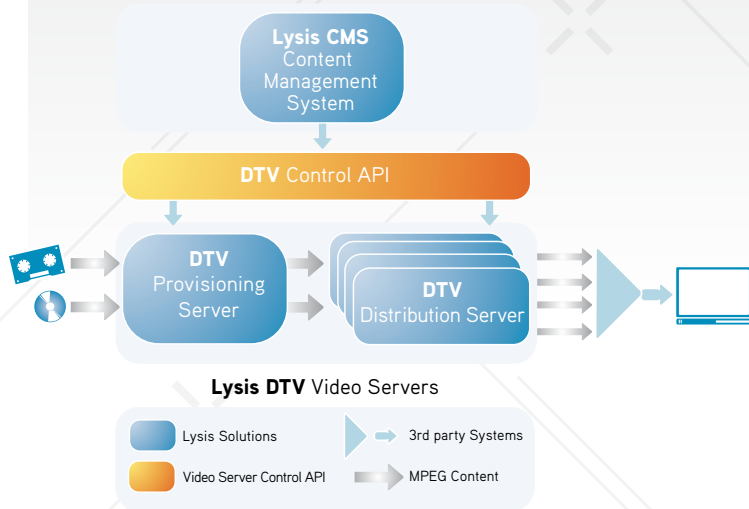 Lysis CMS
Content
Management
System
DTV Control API
DTV
Provisioning
Server
DTV
Distribution Server
Lysis DTV Video Servers
Lysis Solutions
3rd party Systems
Video Server Control API
MPEG Content